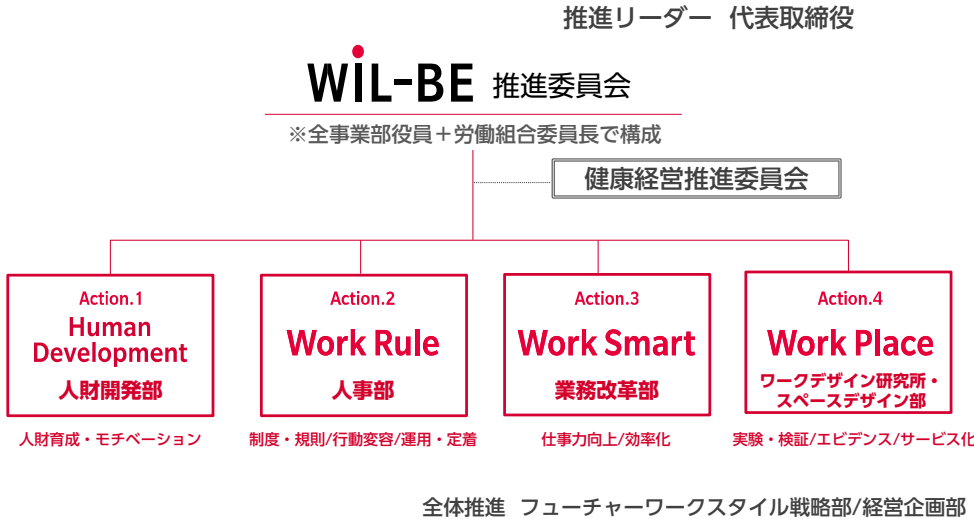 推進リーダー 代表取締役
WiL-BE 推進委員会
※全事業部役員＋労働組合委員長で構成
健康経営推進委員会
Action.1
Human
Development
人財開発部
人財育成・モチベーション
Action.2
Work Rule
人事部
制度・規則/行動変容/運用・定着
Action.3
Work Smart
業務改革部
仕事力向上/効率化
Action.4
Work Place
ワークデザイン研究所・
スペースデザイン部
実験・検証/エビデンス/サービス化
全体推進 フューチャーワークスタイル戦略部/経営企画部